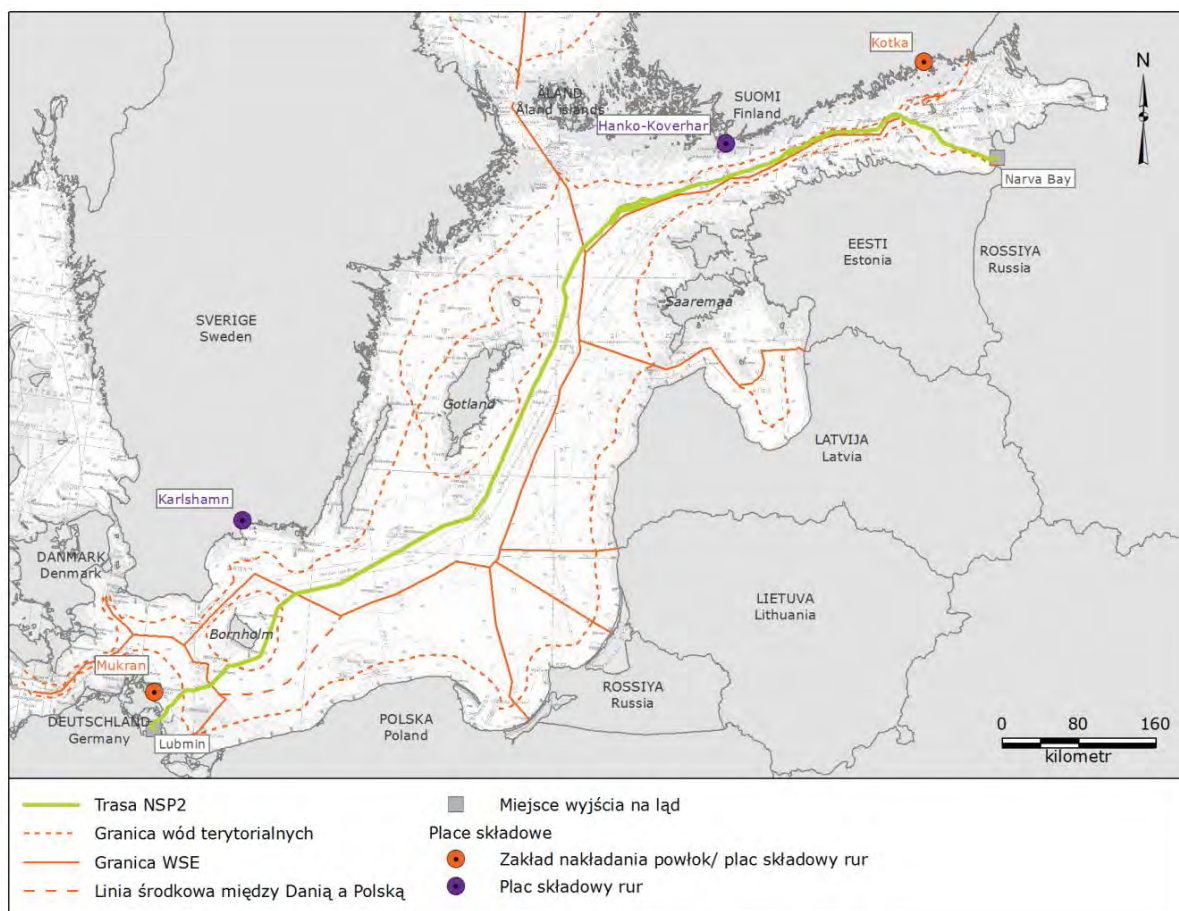 Kotka
N
ÅLAND
Åland islands
SUOMI
Finland
Hanko-Koverhar
Narva Bay
EESTI
Estonia
ROSSIYA
Russia
SVERIGE
Sweden
Saaremaa
Gotland
LATVIJA
Latvia
Karlshamn
DANMARK
Denmark
LIETUVA
Lithuania
Bornholm
Mukran
ROSSIYA
Russia
DEUTSCHLAND
Germany
POLSKA
Poland
Lubmin
0 80 160
kilometr
Trasa NSP2
Granica wód terytorialnych
Granica WSE
Linia środkowa między Danią a Polską
Miejsce wyjścia na ląd
Place składowe
Zakład nakładania powłok/ plac składowy rur
Plac składowy rur